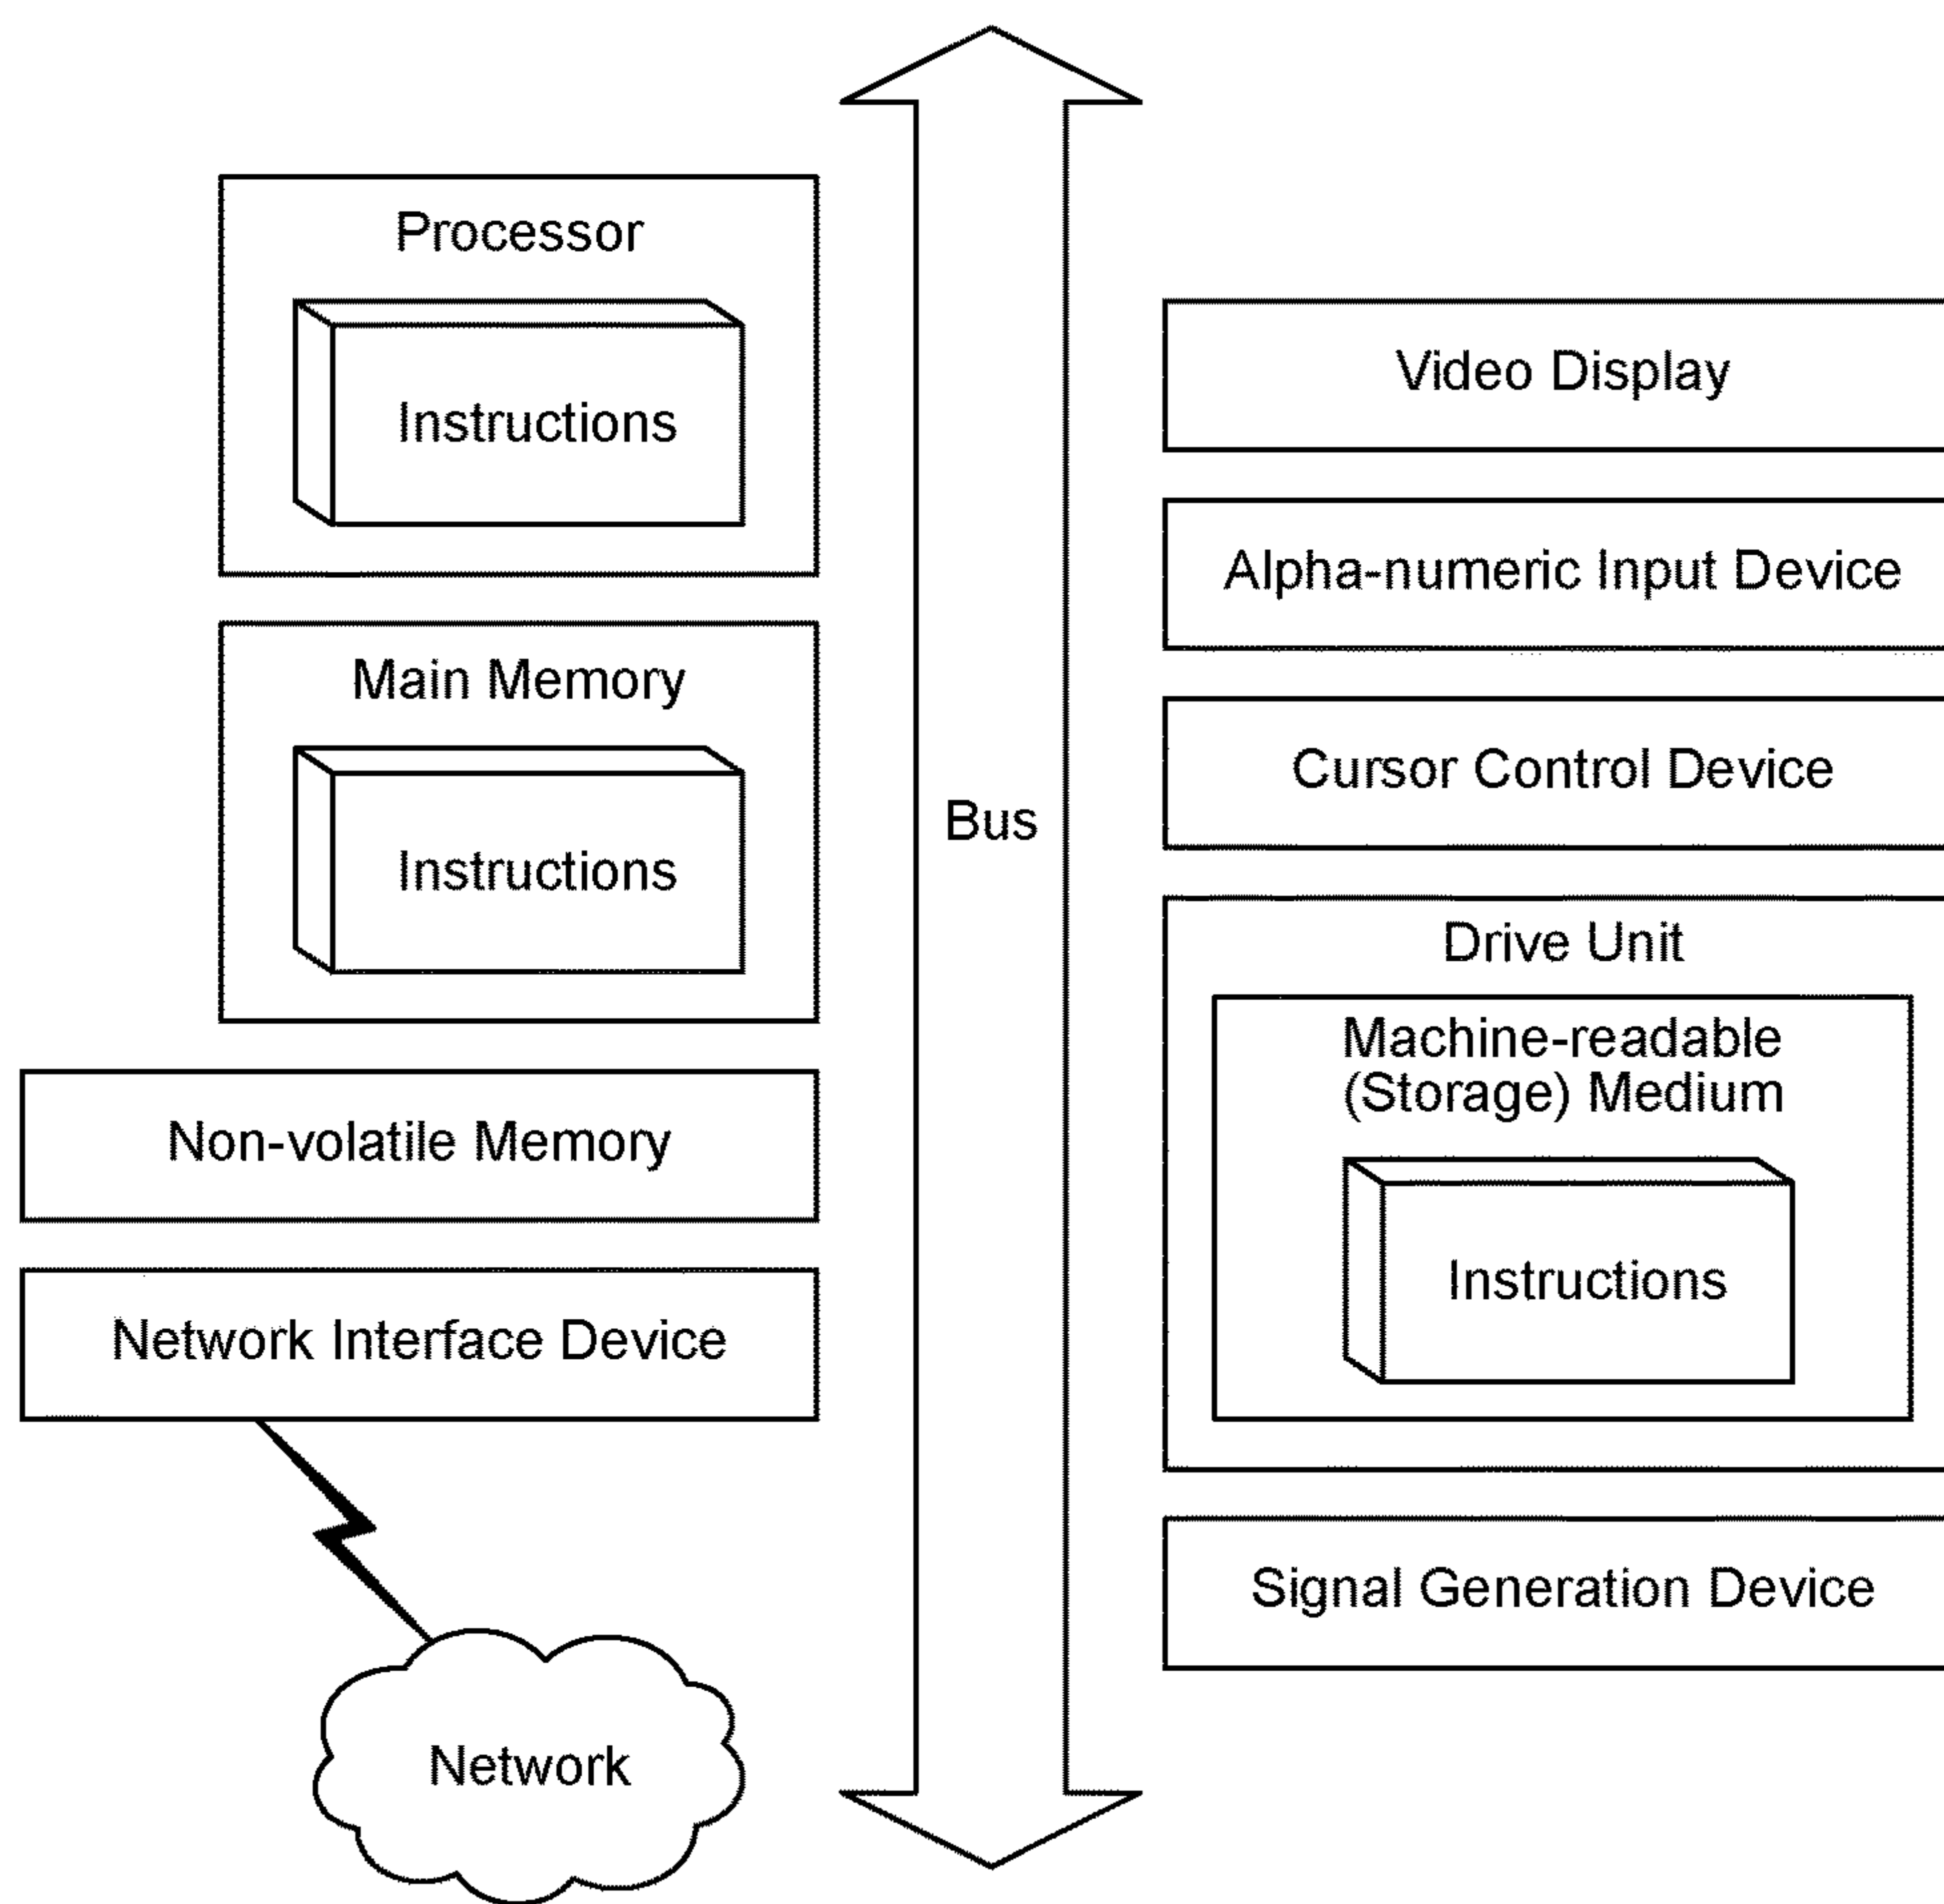 Processor
Instructions
Main Memory
Instructions
Non-volatile Memory
Network Interface Device
Network
Bus
Video Display
Alpha-numeric Input Device
Cursor Control Device
Drive Unit
Machine-readable
(Storage) Medium
Instructions
Signal Generation Device